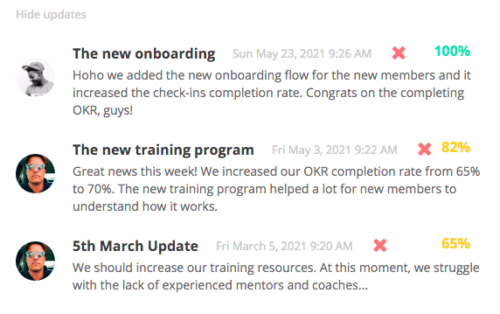 Hide updates
The new onboarding Sun May 23, 2021 9:26 AM 100%
Hoho we added the new onboarding flow for the new members and it
increased the check-ins completion rate. Congrats on the completing
OKR, guys!
The new training program Fri May 3, 2021 9:22 AM 82%
Great news this week! We increased our OKR completion rate from 65%
to 70%. The new training program helped a lot for new members to
understand how it works.
5th March Update Fri March 5, 2021 9:20 AM 65%
We should increase our training resources. At this moment, we struggle
with the lack of experienced mentors and coaches...